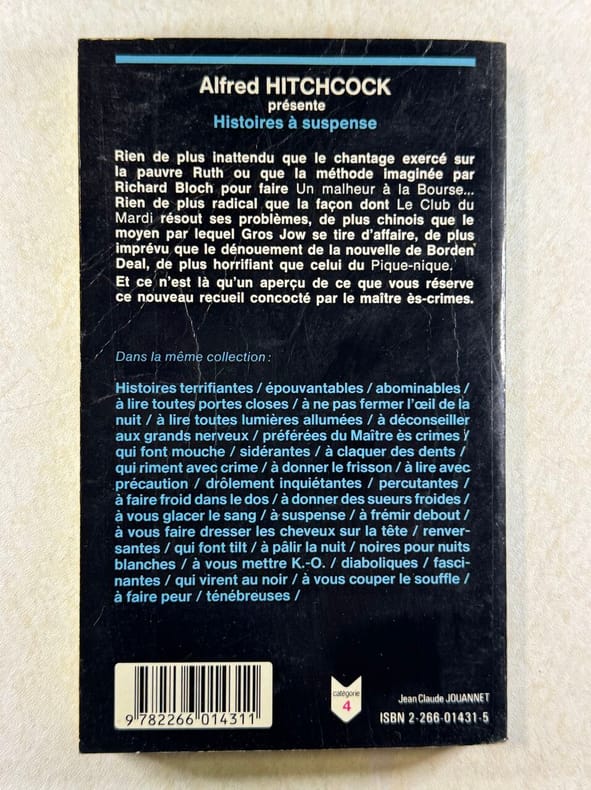 Alfred HITCHCOCK
présente
Histoires à suspense
Rien de plus inattendu que le chantage exercé sur
la pauvre Ruth ou que la méthode imaginée par
Richard Bloch pour faire Un malheur à la Bourse...
Rien de plus radical que la façon dont Le Club du
Mardi résout ses problèmes, de plus chinois que le
moyen par lequel Gros Jow se tire d'affaire, de plus
imprévu que le dénouement de la nouvelle de Borden
Deal, de plus horrifiant que celui du Pique-nique.
Et ce n'est là qu'un aperçu de ce que vous réserve
ce nouveau recueil concocté par le maître ès-crimes.
Dans la même collection :
Histoires terrifiantes / épouvantables / abominables /
à lire toutes portes closes / à ne pas fermer l'œil de la
nuit / à lire toutes lumières allumées / à déconseiller
aux grands nerveux / préférées du Maître ès crimes /
qui font mouche / sidérantes / à claquer des dents /
qui riment avec crime / à donner le frisson / à lire avec
précaution / drôlement inquiétantes / percutantes /
à faire froid dans le dos / à donner des sueurs froides /
à vous glacer le sang / à suspense / à frémir debout /
à vous faire dresser les cheveux sur la tête / renver-
santes / qui font tilt / à pâlir la nuit / noires pour nuits
blanches / à vous mettre K.-O. / diaboliques / fasci-
nantes / qui virent au noir / à vous couper le souffle /
à faire peur / ténébreuses /
9 782266 014311
catégorie
4
Jean Claude JOUANNET
ISBN 2-266-01431-5